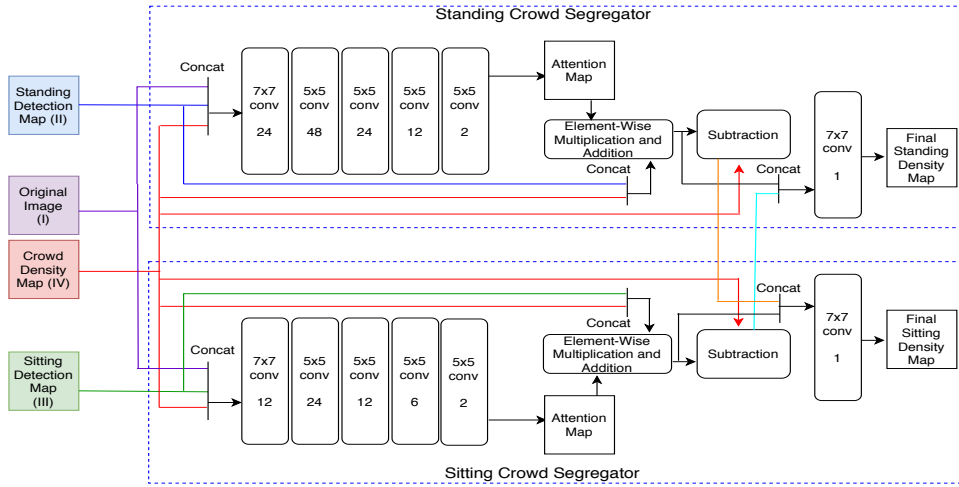 Standing Crowd Segregator
Standing
Detection
Map (II)
Original
Image
(I)
Crowd
Density
Map (IV)
Sitting
Detection
Map
(III)
Concat
7x7
conv
24
5x5
conv
48
5x5
conv
24
5x5
conv
12
5x5
conv
2
Attention
Map
Element-Wise
Multiplication and
Addition
Concat
Subtraction
Concat
7x7
conv
1
Final
Standing
Density
Map
Concat
7x7
conv
12
5x5
conv
24
5x5
conv
12
5x5
conv
6
5x5
conv
2
Attention
Map
Concat
Element-Wise
Multiplication and
Addition
Subtraction
Concat
7x7
conv
1
Final
Sitting
Density
Map
Sitting Crowd Segregator